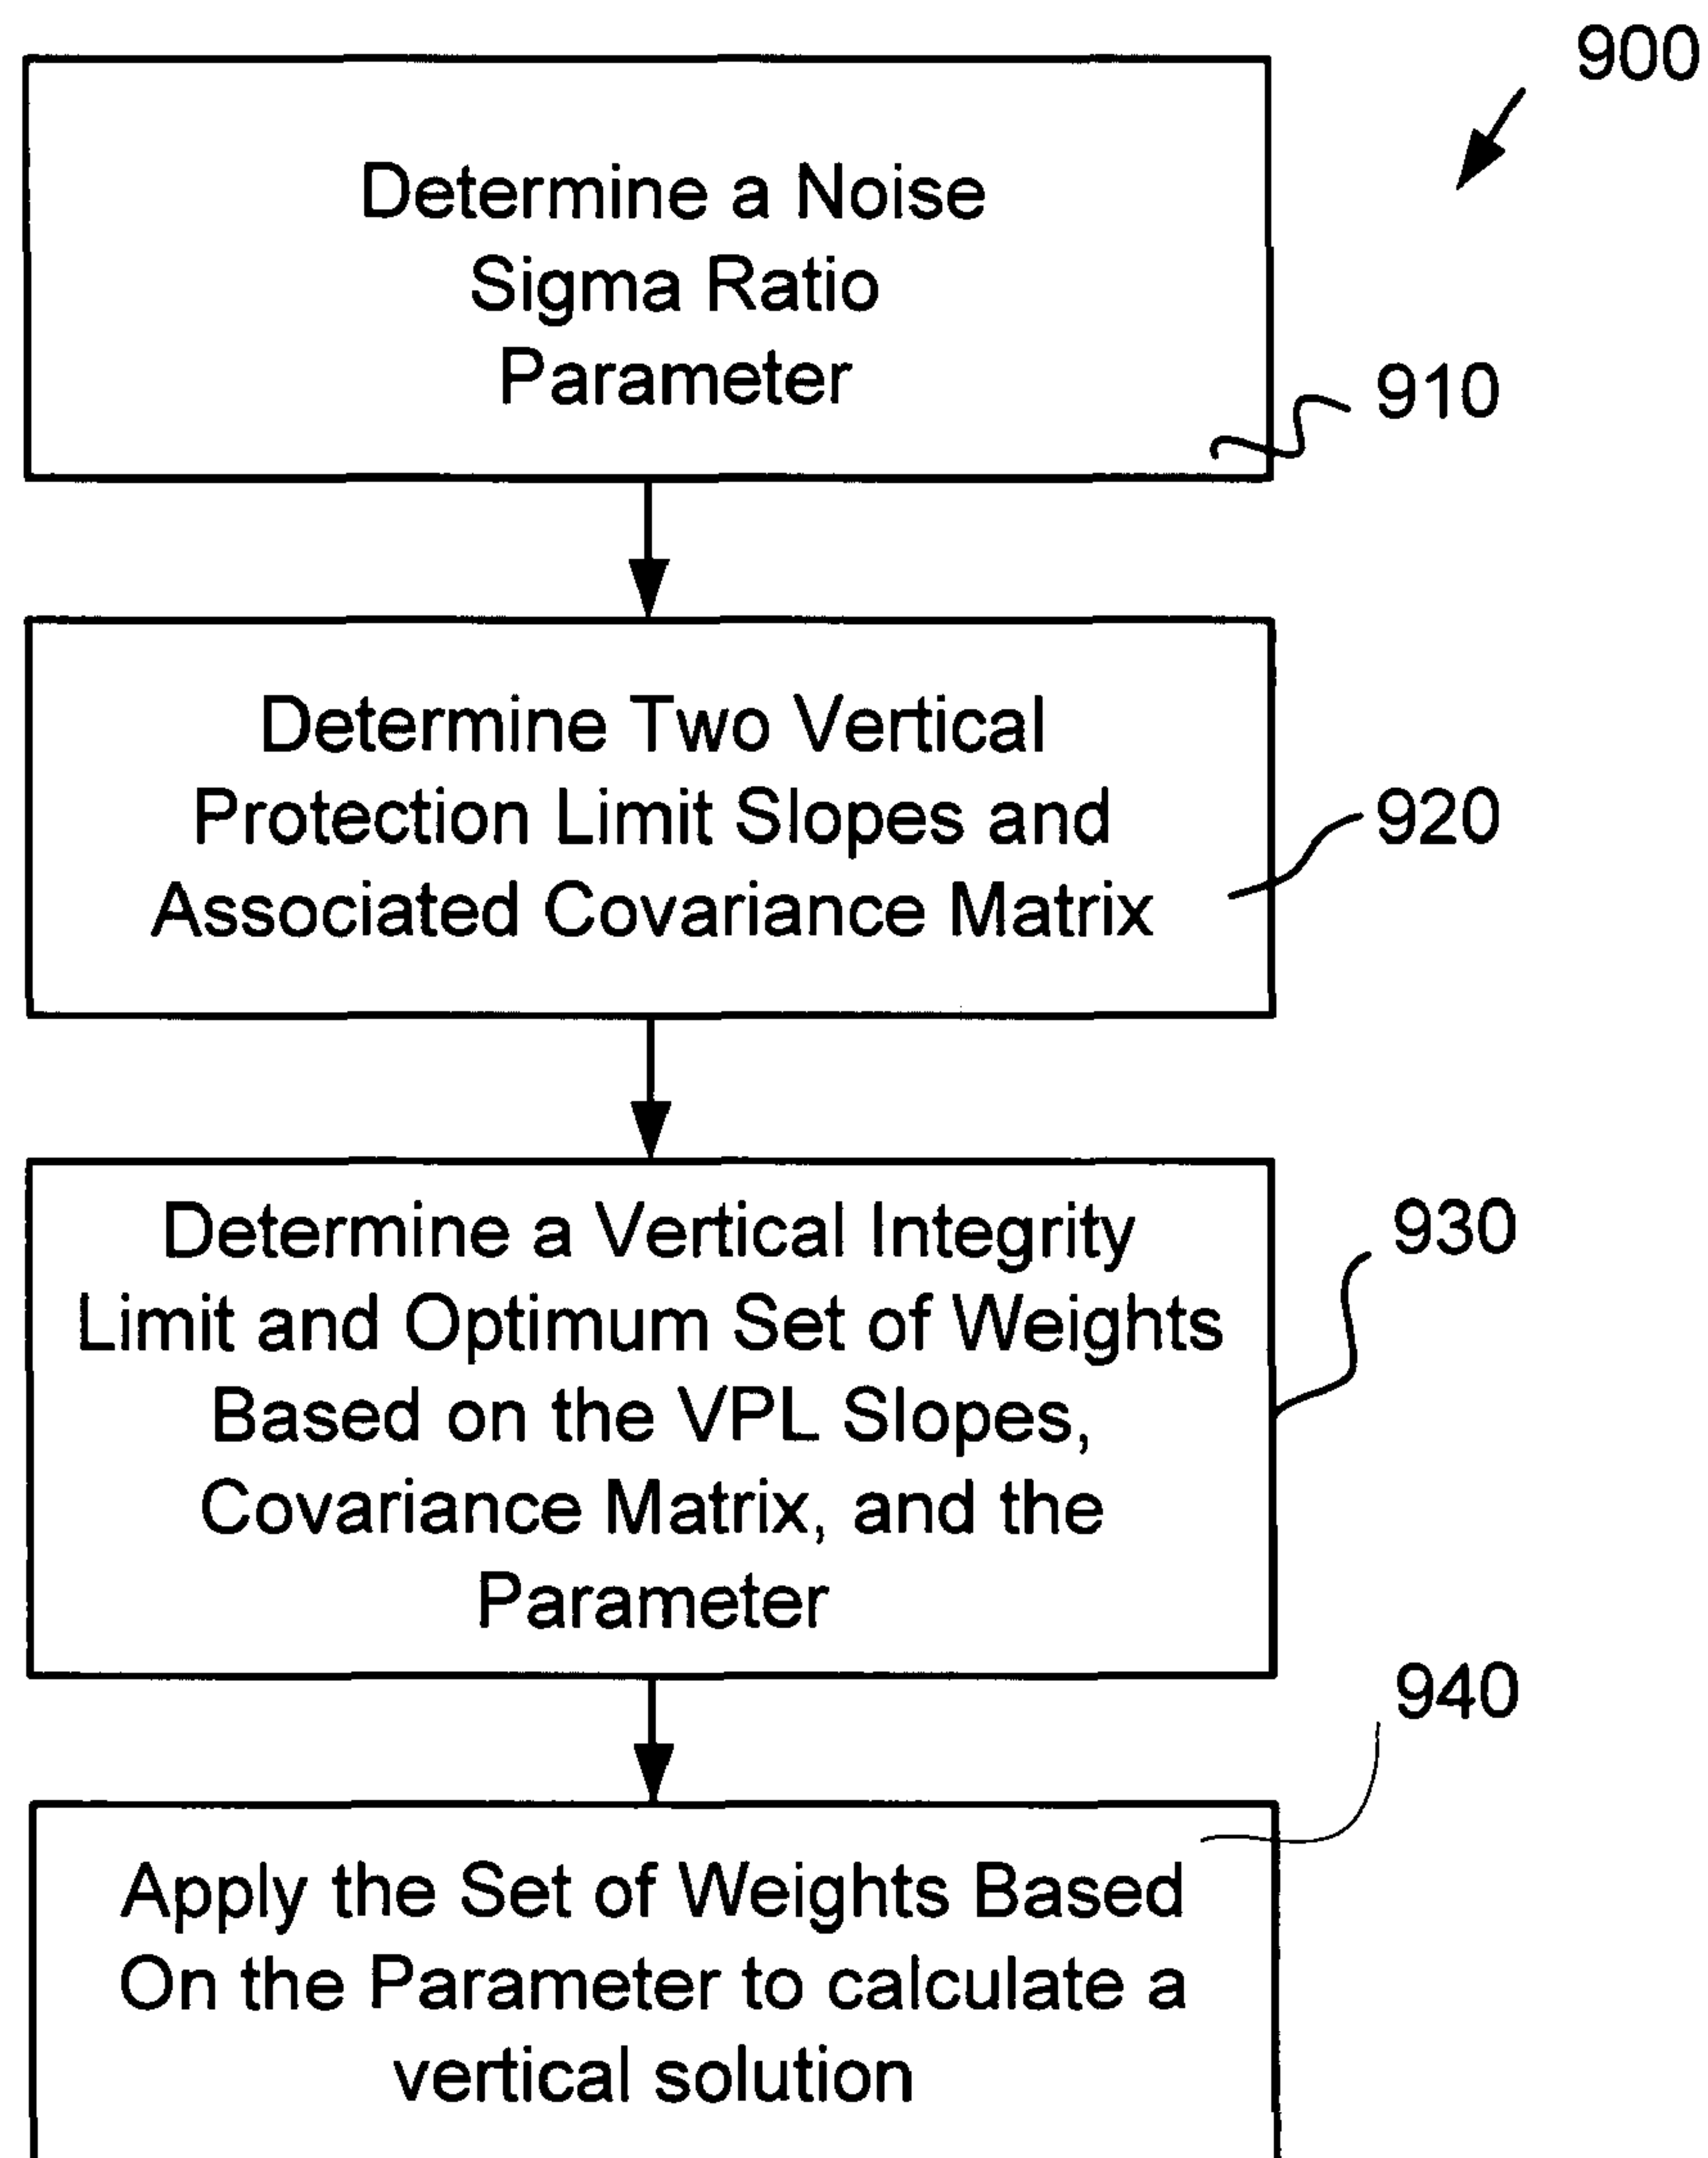 900
Determine a Noise
Sigma Ratio
Parameter
910
Determine Two Vertical
Protection Limit Slopes and
Associated Covariance Matrix
920
Determine a Vertical Integrity
Limit and Optimum Set of Weights
Based on the VPL Slopes,
Covariance Matrix, and the
Parameter
930
940
Apply the Set of Weights Based
On the Parameter to calculate a
vertical solution